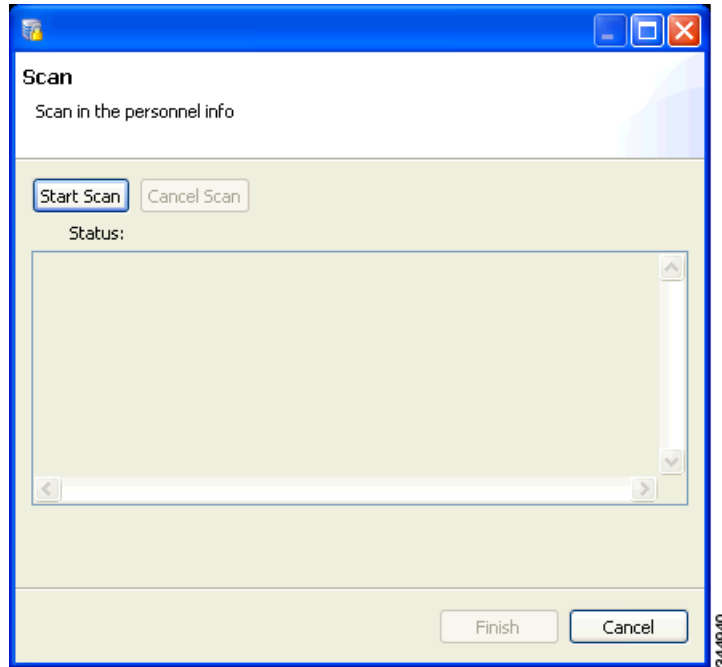 Scan
Scan in the personnel info
Start Scan Cancel Scan
Status:
Finish Cancel